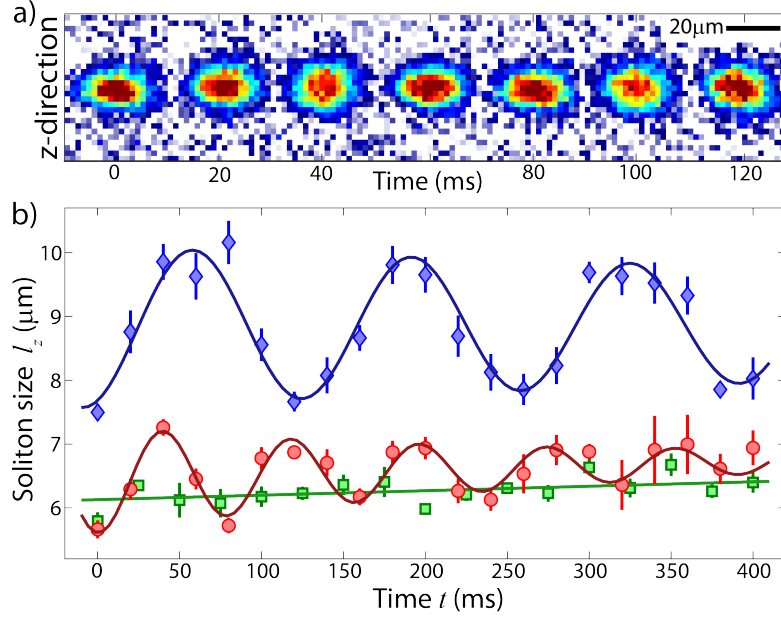 a)
z-direction
20μm
0 20 40 60 80 100 120
Time (ms)
b)
Soliton size l_z (μm)
10
9
8
7
6
0 50 100 150 200 250 300 350 400
Time t (ms)